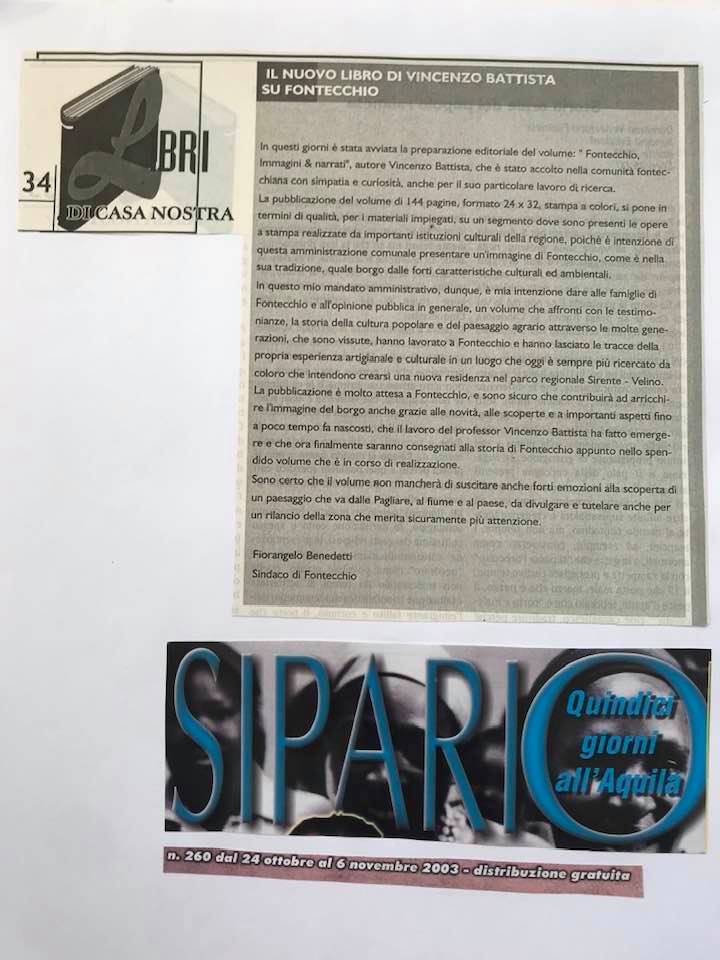 LIBRI
34
DI CASA NOSTRA
IL NUOVO LIBRO DI VINCENZO BATTISTA
SU FONTECCHIO
In questi giorni è stata avviata la preparazione editoriale del volume: " Fontecchio,
Immagini & narrati", autore Vincenzo Battista, che è stato accolto nella comunità fontec-
chiana con simpatia e curiosità, anche per il suo particolare lavoro di ricerca.
La pubblicazione del volume di 144 pagine, formato 24 x 32, stampa a colori, si pone in
termini di qualità, per i materiali impiegati, su un segmento dove sono presenti le opere
a stampa realizzate da importanti istituzioni culturali della regione, poichè è intenzione di
questa amministrazione comunale presentare un'immagine di Fontecchio, come è nella
sua tradizione, quale borgo dalle forti caratteristiche culturali ed ambientali.
In questo mio mandato amministrativo, dunque, è mia intenzione dare alle famiglie di
Fontecchio e all'opinione pubblica in generale, un volume che affronti con le testimo-
nianze, la storia della cultura popolare e del paesaggio agrario attraverso le molte gene-
razioni, che sono vissute, hanno lavorato a Fontecchio e hanno lasciato le tracce della
propria esperienza artigianale e culturale in un luogo che oggi è sempre più ricercato da
coloro che intendono crearsi una nuova residenza nel parco regionale Sirente - Velino.
La pubblicazione è molto attesa a Fontecchio, e sono sicuro che contribuirà ad arricchi-
re l'immagine del borgo anche grazie alle novità, alle scoperte e a importanti aspetti fino
a poco tempo fa nascosti, che il lavoro del professor Vincenzo Battista ha fatto emerge-
re e che ora finalmente saranno consegnati alla storia di Fontecchio appunto nello splen-
dido volume che è in corso di realizzazione.
Sono certo che il volume non mancherà di suscitare anche forti emozioni alla scoperta di
un paesaggio che va dalle Pagliare, al fiume e al paese, da divulgare e tutelare anche per
un rilancio della zona che merita sicuramente più attenzione.
Fiorangelo Benedetti
Sindaco di Fontecchio
SIPARIO
Quindici
giorni
all'Aquila
n. 260 dal 24 ottobre al 6 novembre 2003 - distribuzione gratuita